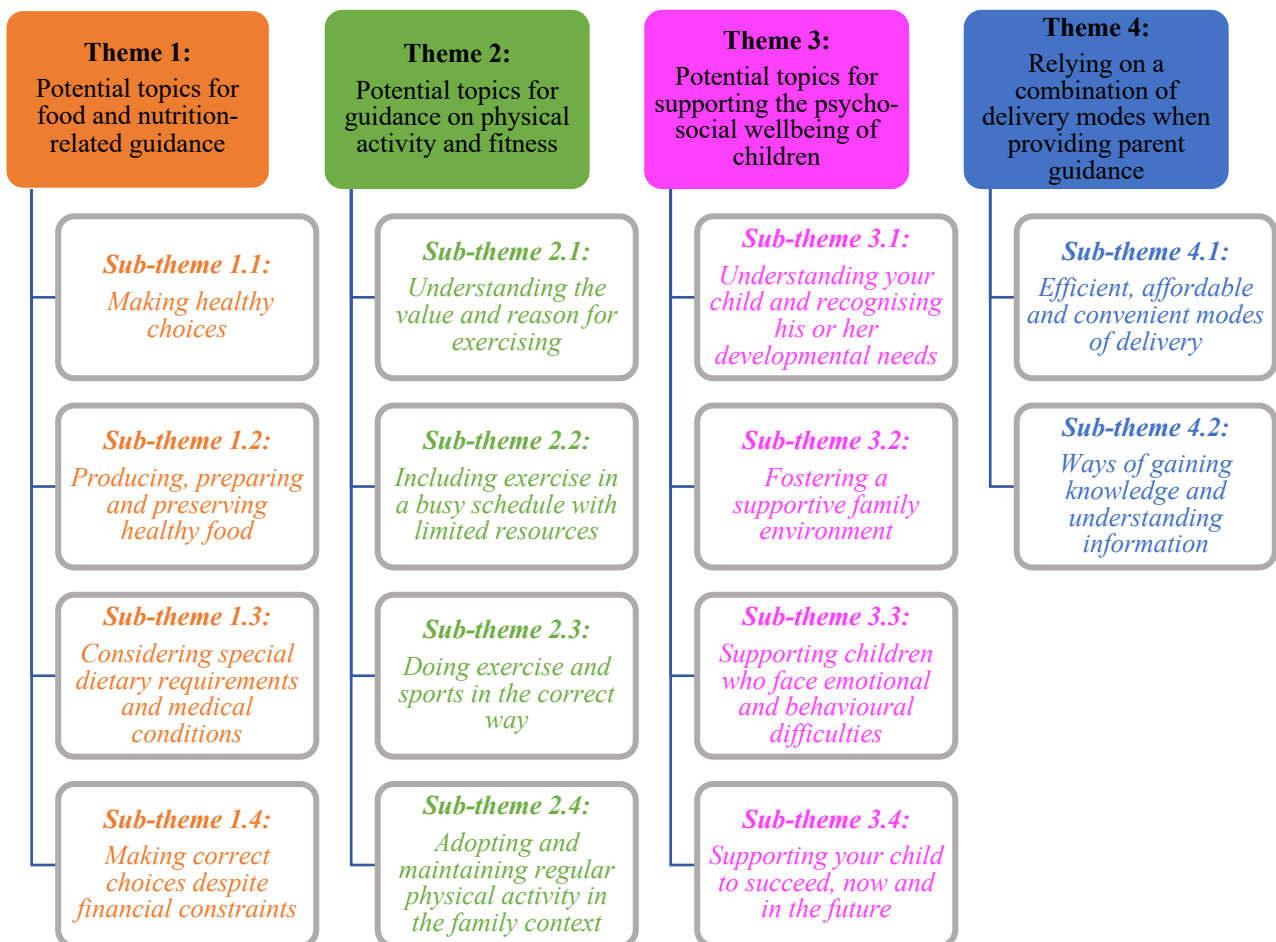 Theme 1:
Potential topics for
food and nutrition-
related guidance
Sub-theme 1.1:
Making healthy
choices
Sub-theme 1.2:
Producing, preparing
and preserving
healthy food
Sub-theme 1.3:
Considering special
dietary requirements
and medical
conditions
Sub-theme 1.4:
Making correct
choices despite
financial constraints
Theme 2:
Potential topics for
guidance on physical
activity and fitness
Sub-theme 2.1:
Understanding the
value and reason for
exercising
Sub-theme 2.2:
Including exercise in
a busy schedule with
limited resources
Sub-theme 2.3:
Doing exercise and
sports in the correct
way
Sub-theme 2.4:
Adopting and
maintaining regular
physical activity in
the family context
Theme 3:
Potential topics for
supporting the psycho-
social wellbeing of
children
Sub-theme 3.1:
Understanding your
child and recognising
his or her
developmental needs
Sub-theme 3.2:
Fostering a
supportive family
environment
Sub-theme 3.3:
Supporting children
who face emotional
and behavioural
difficulties
Sub-theme 3.4:
Supporting your child
to succeed, now and
in the future
Theme 4:
Relying on a
combination of
delivery modes when
providing parent
guidance
Sub-theme 4.1:
Efficient, affordable
and convenient modes
of delivery
Sub-theme 4.2:
Ways of gaining
knowledge and
understanding
information